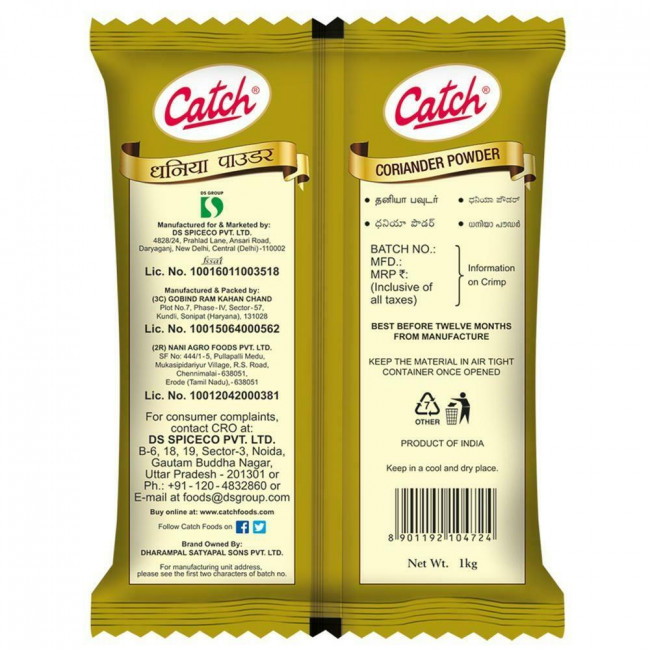 Catch®
धनिया पाउडर
DS GROUP
Manufactured for & Marketed by:
DS SPICECO PVT. LTD.
4828/24, Prahlad Lane, Ansari Road,
Daryaganj, New Delhi, Central (Delhi)-110002
fssai
Lic. No. 10016011003518
Manufactured & Packed by:
(3C) GOBIND RAM KAHAN CHAND
Plot No.7, Phase-IV, Sector-57,
Kundli, Sonipat (Haryana), 131028
Lic. No. 10015064000562
(2R) NANI AGRO FOODS PVT. LTD.
SF No: 444/1-5, Pullapalli Medu,
Mukasipidariyur Village, R.S. Road,
Chennimalai-638051,
Erode (Tamil Nadu),-638051
Lic. No. 10012042000381
For consumer complaints,
contact CRO at:
DS SPICECO PVT. LTD.
B-6, 18, 19, Sector-3, Noida,
Gautam Buddha Nagar,
Uttar Pradesh - 201301 or
Ph.: +91 - 120 - 4832860 or
E-mail at foods@dsgroup.com
Buy online at: www.catchfoods.com
Follow Catch Foods on
Brand Owned By:
DHARAMPAL SATYAPAL SONS PVT. LTD.
For manufacturing unit address,
please see the first two characters of batch no.
Catch®
CORIANDER POWDER
• தனியா பவுடர் • ధనియా పౌడర్
• ಧನಿಯಾ ಪೌಡರ್ •
BATCH NO.:
MFD.:
MRP ₹:
(Inclusive of
all taxes)
Information
on Crimp
BEST BEFORE TWELVE MONTHS
FROM MANUFACTURE
KEEP THE MATERIAL IN AIR TIGHT
CONTAINER ONCE OPENED
7
OTHER
PRODUCT OF INDIA
Keep in a cool and dry place.
8 901192 104724
Net Wt. 1kg